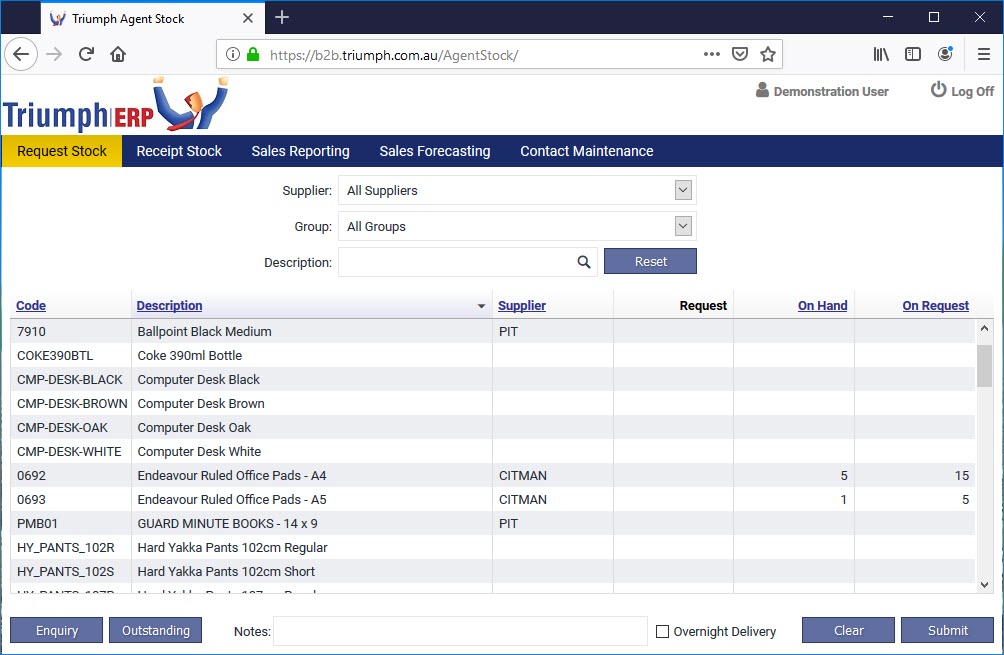 Triumph Agent Stock
https://b2b.triumph.com.au/AgentStock/
Triumph ERP
Demonstration User
Log Off
Request Stock Receipt Stock Sales Reporting Sales Forecasting Contact Maintenance
Supplier: All Suppliers
Group: All Groups
Description: Reset
Code Description Supplier Request On Hand On Request
7910 Ballpoint Black Medium PIT
COKE390BTL Coke 390ml Bottle
CMP-DESK-BLACK Computer Desk Black
CMP-DESK-BROWN Computer Desk Brown
CMP-DESK-OAK Computer Desk Oak
CMP-DESK-WHITE Computer Desk White
0692 Endeavour Ruled Office Pads - A4 CITMAN 5 15
0693 Endeavour Ruled Office Pads - A5 CITMAN 1 5
PMB01 GUARD MINUTE BOOKS - 14 x 9 PIT
HY_PANTS_102R Hard Yakka Pants 102cm Regular
HY_PANTS_102S Hard Yakka Pants 102cm Short
Enquiry Outstanding Notes: Overnight Delivery Clear Submit